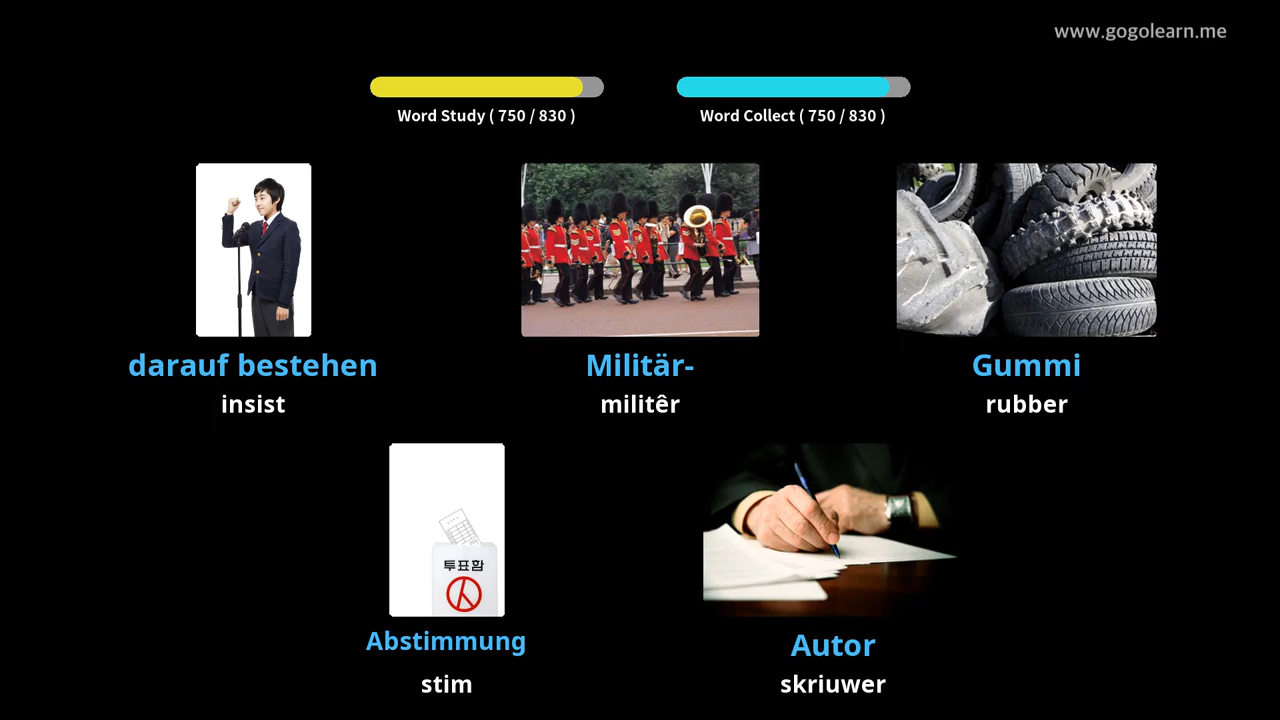 www.gogolearn.me
Word Study ( 750 / 830 )
Word Collect ( 750 / 830 )
darauf bestehen
insist
Militär-
militêr
Gummi
rubber
투표함
Abstimmung
stim
Autor
skriuwer